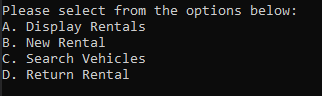 Please select from the options below:
A. Display Rentals
B. New Rental
C. Search Vehicles
D. Return Rental